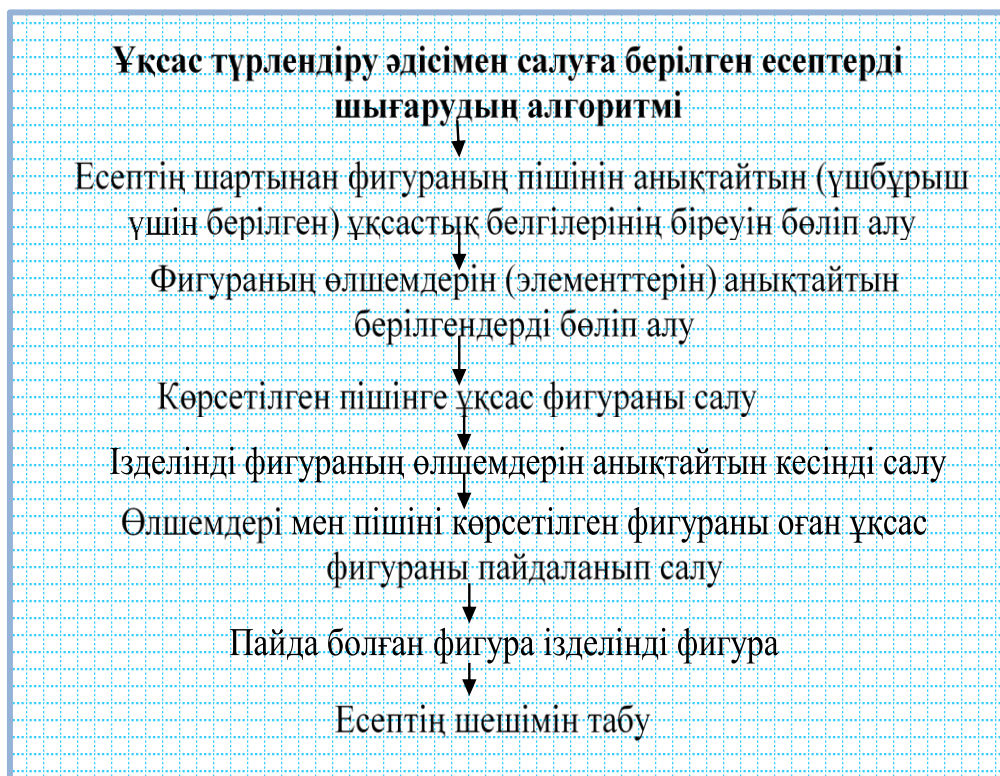 Ұқсас түрлендіру әдісімен салуға берілген есептерді
шығарудың алгоритмі
Есептің шартынан фигураның пішінін анықтайтын (үшбұрыш
үшін берілген) ұқсастық белгілерінің біреуін бөліп алу
Фигураның өлшемдерін (элементтерін) анықтайтын
берілгендерді бөліп алу
Көрсетілген пішінге ұқсас фигураны салу
Ізделінді фигураның өлшемдерін анықтайтын кесінді салу
Өлшемдері мен пішіні көрсетілген фигураны оған ұқсас
фигураны пайдаланып салу
Пайда болған фигура ізделінді фигура
Есептің шешімін табу